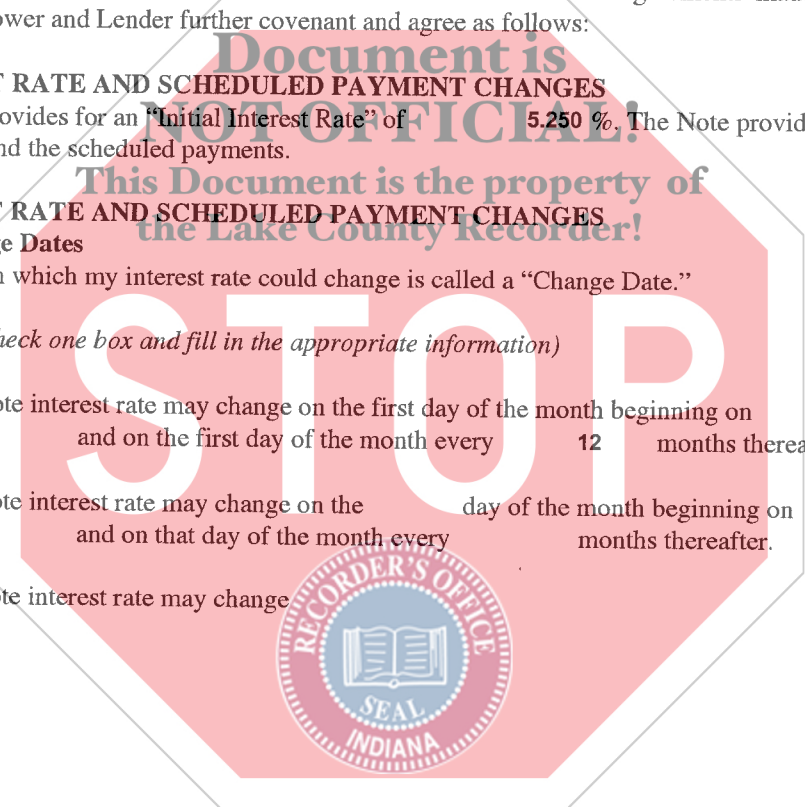 ower and Lender further covenant and agree as follows:
Document is
RATE AND SCHEDULED PAYMENT CHANGES
ovides for an “Initial Interest Rate” of 5.250 %. The Note provid
NOT OFFICIAL!
nd the scheduled payments.
This Document is the property of
RATE AND SCHEDULED PAYMENT CHANGES
the Lake County Recorder!
e Dates
n which my interest rate could change is called a “Change Date.”
STOP
heck one box and fill in the appropriate information)
ote interest rate may change on the first day of the month beginning on
and on the first day of the month every 12 months therea
ote interest rate may change on the day of the month beginning on
and on that day of the month every months thereafter.
ote interest rate may change
RECORDER'S OFFICE
SEAL
INDIANA